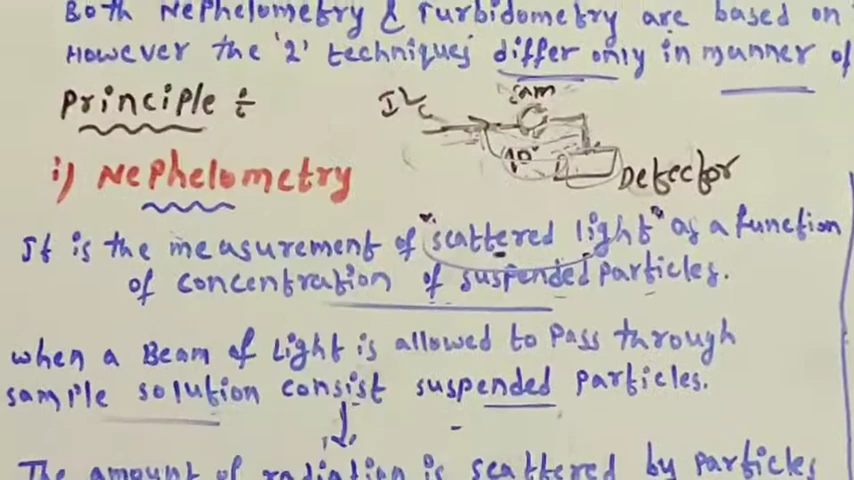 Both Nephelometry & Turbidometry are based on
However the '2' techniques differ only in manner of
Principle :-
sam
Detector
i) Nephelometry
It is the measurement of "scattered light" as a function
of concentration of suspended particles.
when a Beam of Light is allowed to pass through
sample solution consist suspended particles.
The amount of radiation is scattered by particles